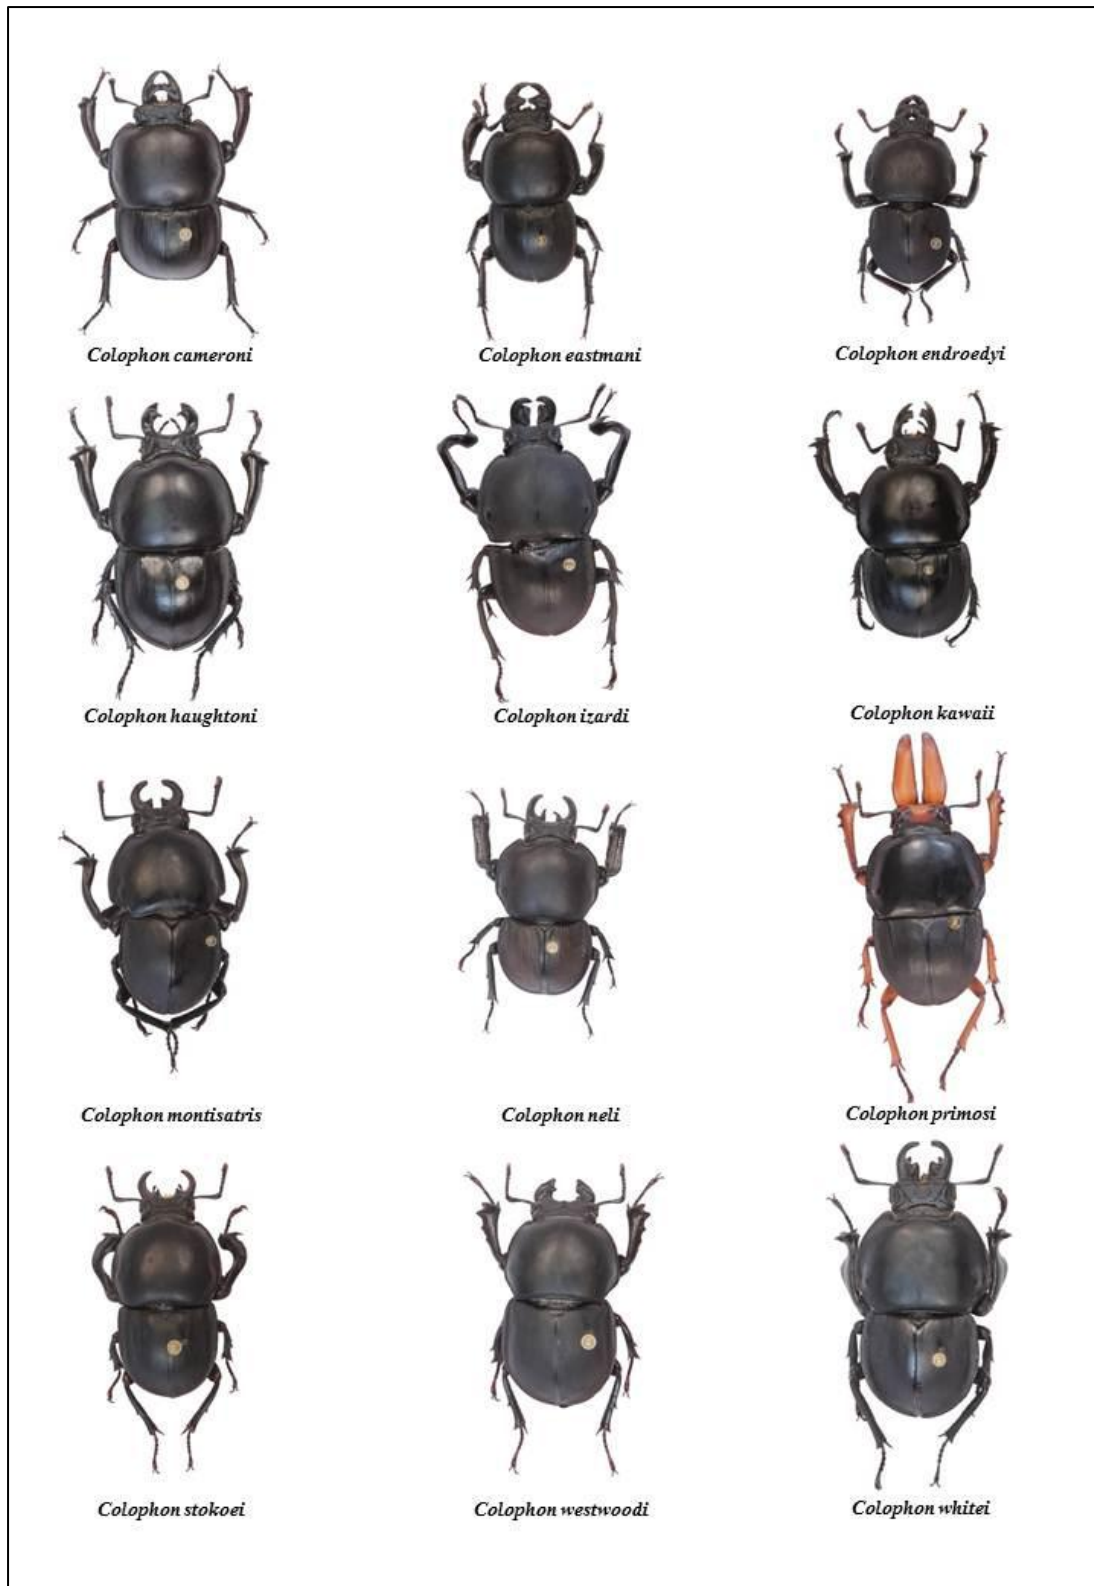 Colophon cameroni
Colophon eastmani
Colophon endroedyi
Colophon haughtoni
Colophon izardi
Colophon kawaii
Colophon montisatris
Colophon neli
Colophon primosi
Colophon stokoei
Colophon westwoodi
Colophon whitei